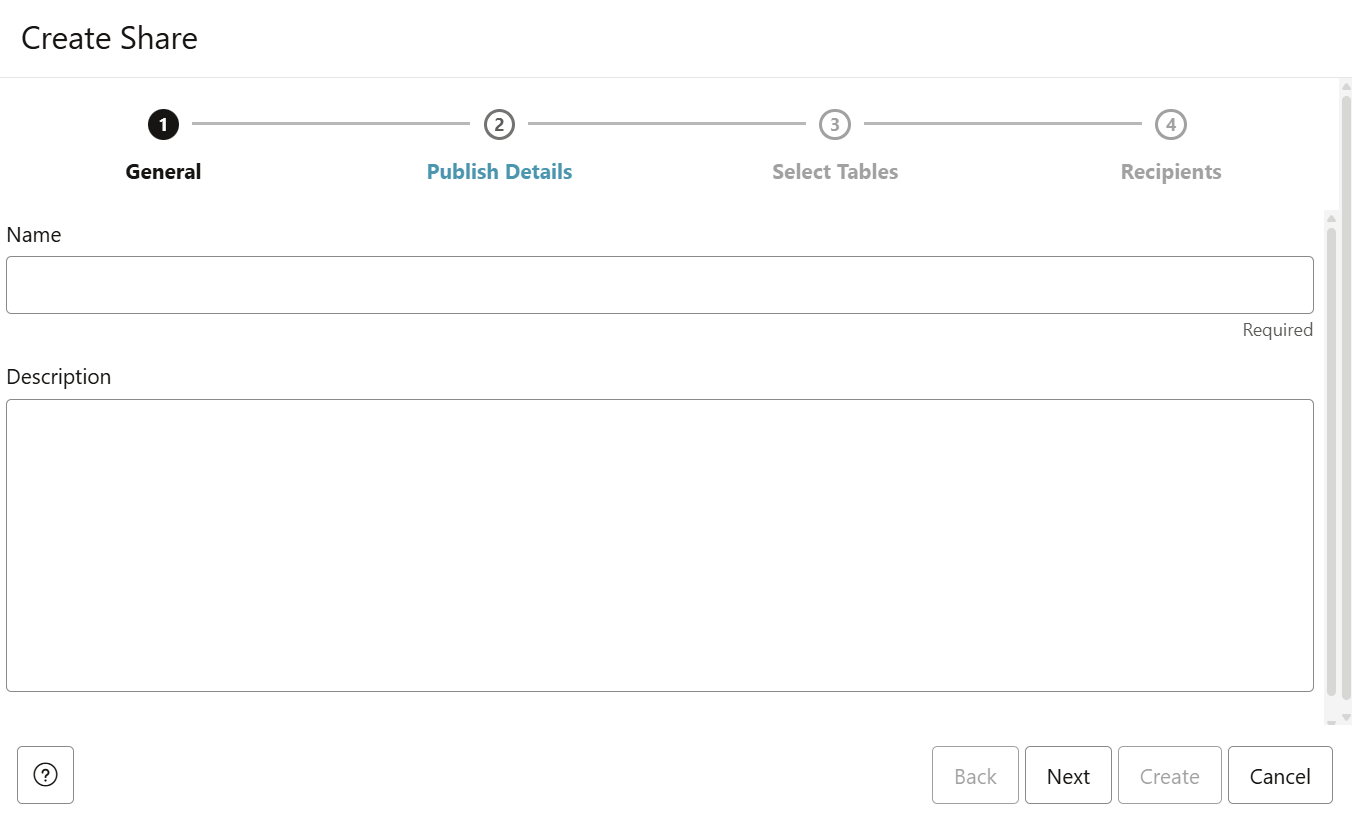 Create Share
1
2
3
4
General
Publish Details
Select Tables
Recipients
Name
Required
Description
?
Back
Next
Create
Cancel